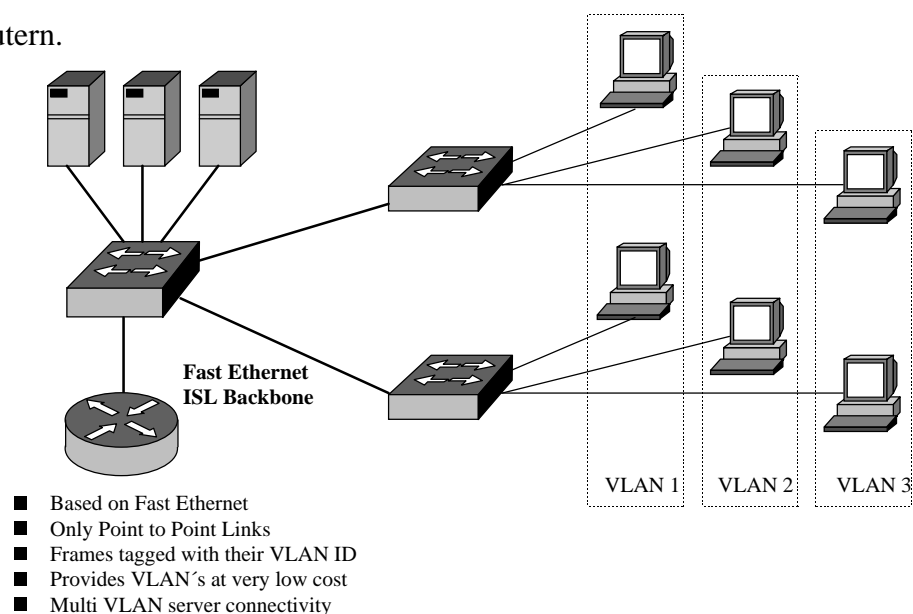 utern.
Fast Ethernet
ISL Backbone
VLAN 1
VLAN 2
VLAN 3
■ Based on Fast Ethernet
■ Only Point to Point Links
■ Frames tagged with their VLAN ID
■ Provides VLAN´s at very low cost
■ Multi VLAN server connectivity